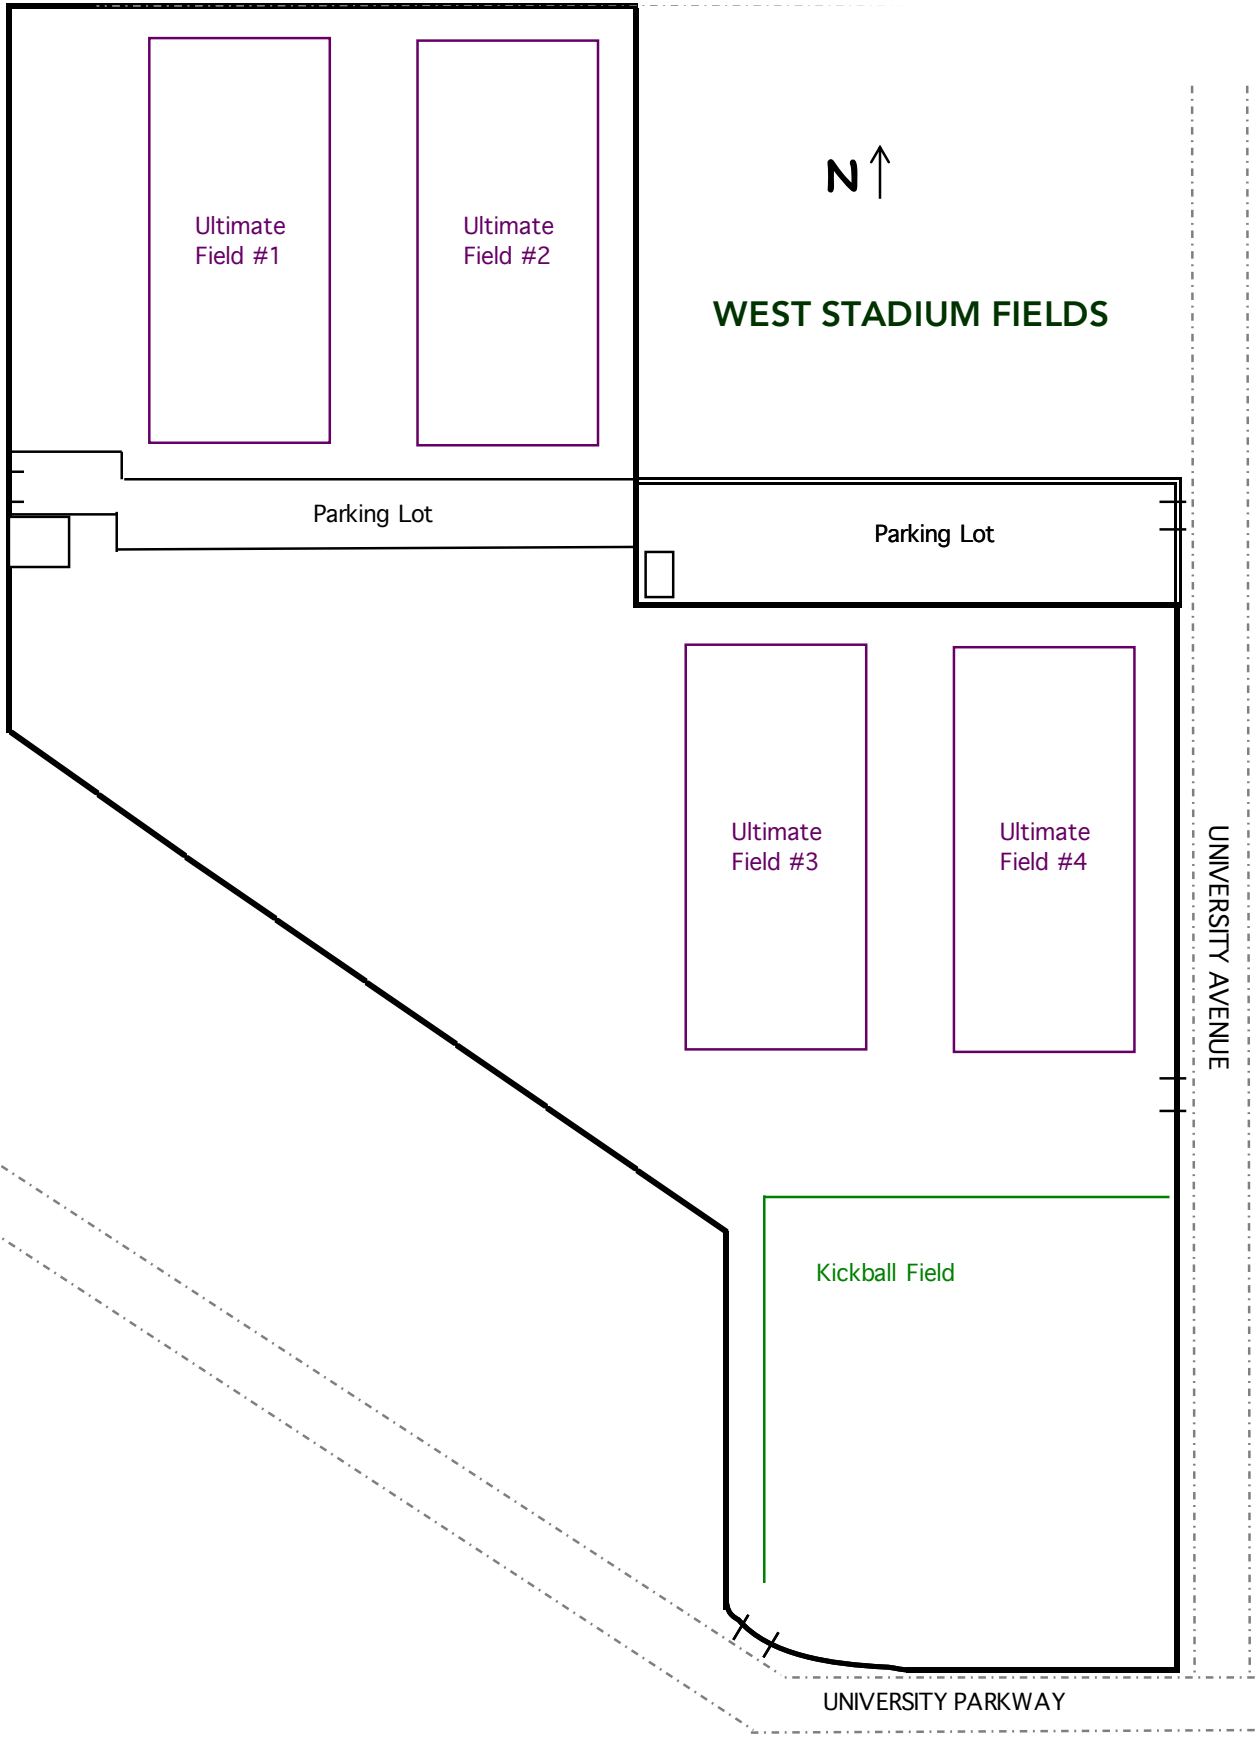 N
Ultimate
Field #1
Ultimate
Field #2
WEST STADIUM FIELDS
Parking Lot
Parking Lot
Ultimate
Field #3
Ultimate
Field #4
UNIVERSITY AVENUE
Kickball Field
UNIVERSITY PARKWAY